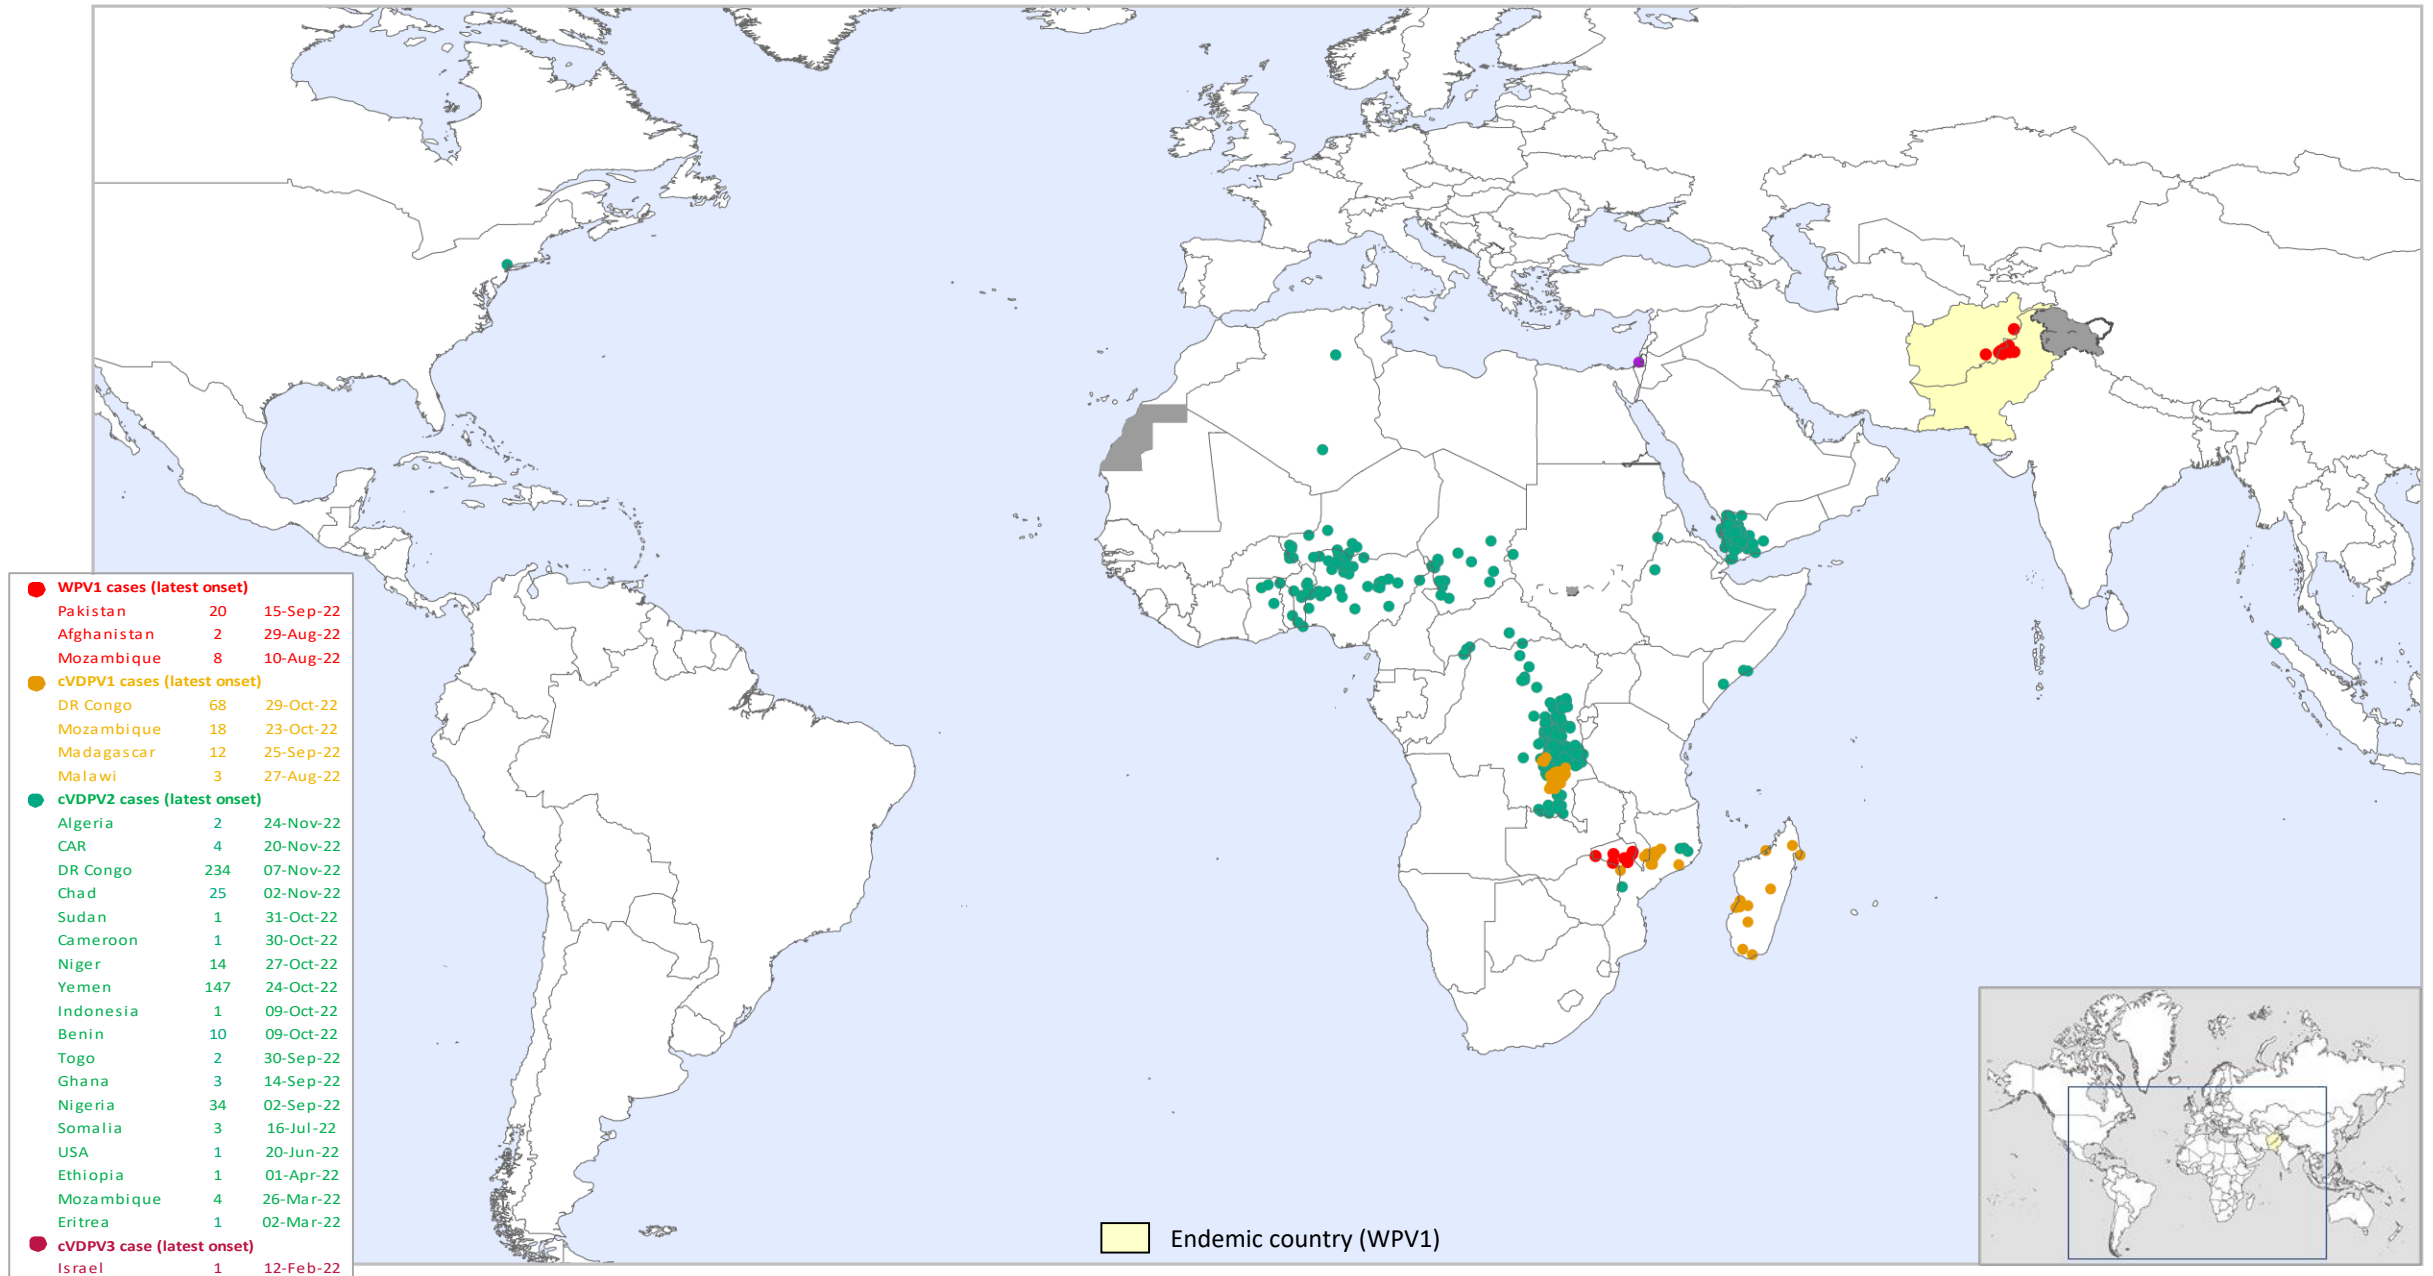 WPV1 cases (latest onset)
Pakistan 20 15-Sep-22
Afghanistan 2 29-Aug-22
Mozambique 8 10-Aug-22
cVDPV1 cases (latest onset)
DR Congo 68 29-Oct-22
Mozambique 18 23-Oct-22
Madagascar 12 25-Sep-22
Malawi 3 27-Aug-22
cVDPV2 cases (latest onset)
Algeria 2 24-Nov-22
CAR 4 20-Nov-22
DR Congo 234 07-Nov-22
Chad 25 02-Nov-22
Sudan 1 31-Oct-22
Cameroon 1 30-Oct-22
Niger 14 27-Oct-22
Yemen 147 24-Oct-22
Indonesia 1 09-Oct-22
Benin 10 09-Oct-22
Togo 2 30-Sep-22
Ghana 3 14-Sep-22
Nigeria 34 02-Sep-22
Somalia 3 16-Jul-22
USA 1 20-Jun-22
Ethiopia 1 01-Apr-22
Mozambique 4 26-Mar-22
Eritrea 1 02-Mar-22
cVDPV3 case (latest onset)
Israel 1 12-Feb-22
Endemic country (WPV1)